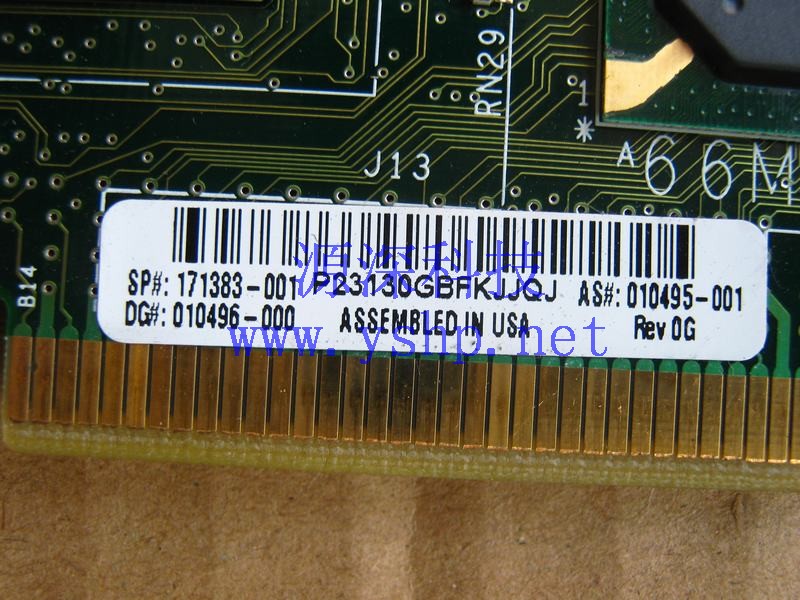 RN29
1
*
J13
A
66M
B14
源深科技
SP#: 171383-001 P23130GBFKJJQJ AS#: 010495-001
DG#: 010496-000 ASSEMBLED IN USA Rev 0G
www.yshp.net